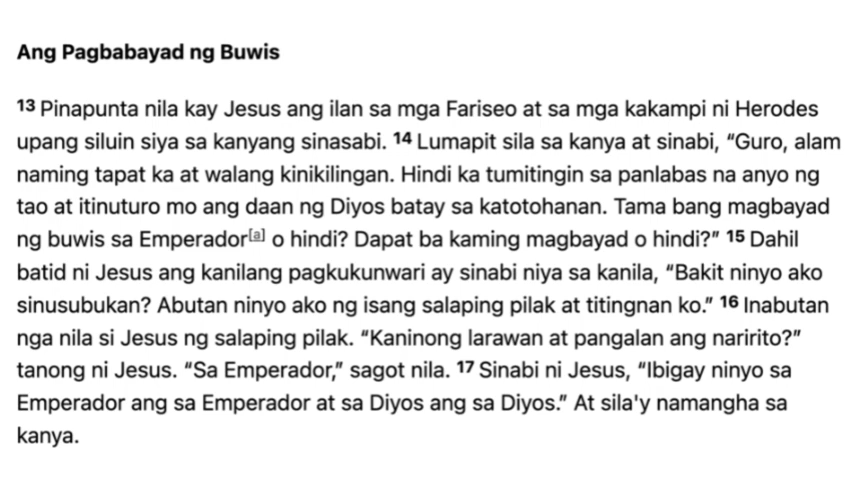 Ang Pagbabayad ng Buwis
13 Pinapunta nila kay Jesus ang ilan sa mga Fariseo at sa mga kakampi ni Herodes
upang siluin siya sa kanyang sinasabi. 14 Lumapit sila sa kanya at sinabi, “Guro, alam
naming tapat ka at walang kinikilingan. Hindi ka tumitingin sa panlabas na anyo ng
tao at itinuturo mo ang daan ng Diyos batay sa katotohanan. Tama bang magbayad
ng buwis sa Emperador[a] o hindi? Dapat ba kaming magbayad o hindi?” 15 Dahil
batid ni Jesus ang kanilang pagkukunwari ay sinabi niya sa kanila, “Bakit ninyo ako
sinusubukan? Abutan ninyo ako ng isang salaping pilak at titingnan ko.” 16 Inabutan
nga nila si Jesus ng salaping pilak. “Kaninong larawan at pangalan ang naririto?”
tanong ni Jesus. “Sa Emperador,” sagot nila. 17 Sinabi ni Jesus, “Ibigay ninyo sa
Emperador ang sa Emperador at sa Diyos ang sa Diyos.” At sila'y namangha sa
kanya.